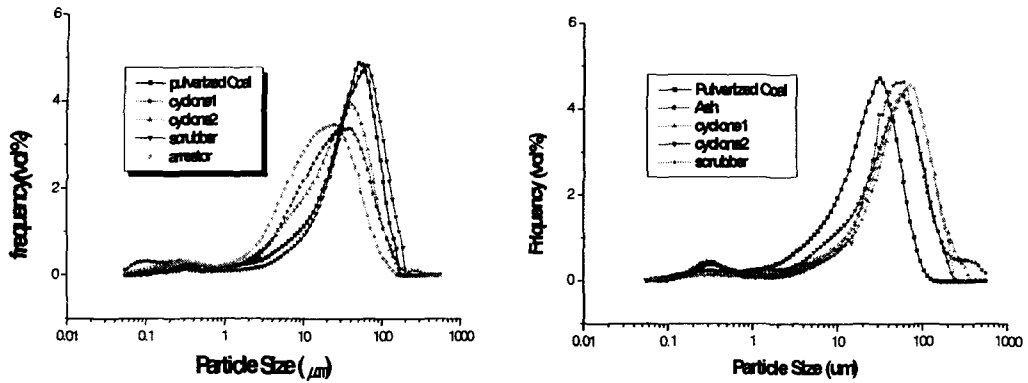 6
4
2
0
frequency(vol%)
pulverized Coal
cyclone1
cyclone2
scrubber
arrestor
0.01 0.1 1 10 100 1000
Particle Size (μm)
6
4
2
0
Friquency (vol%)
Pulverized Coal
Ash
cyclone1
cyclone2
scrubber
0.01 0.1 1 10 100 1000
Particle Size (um)